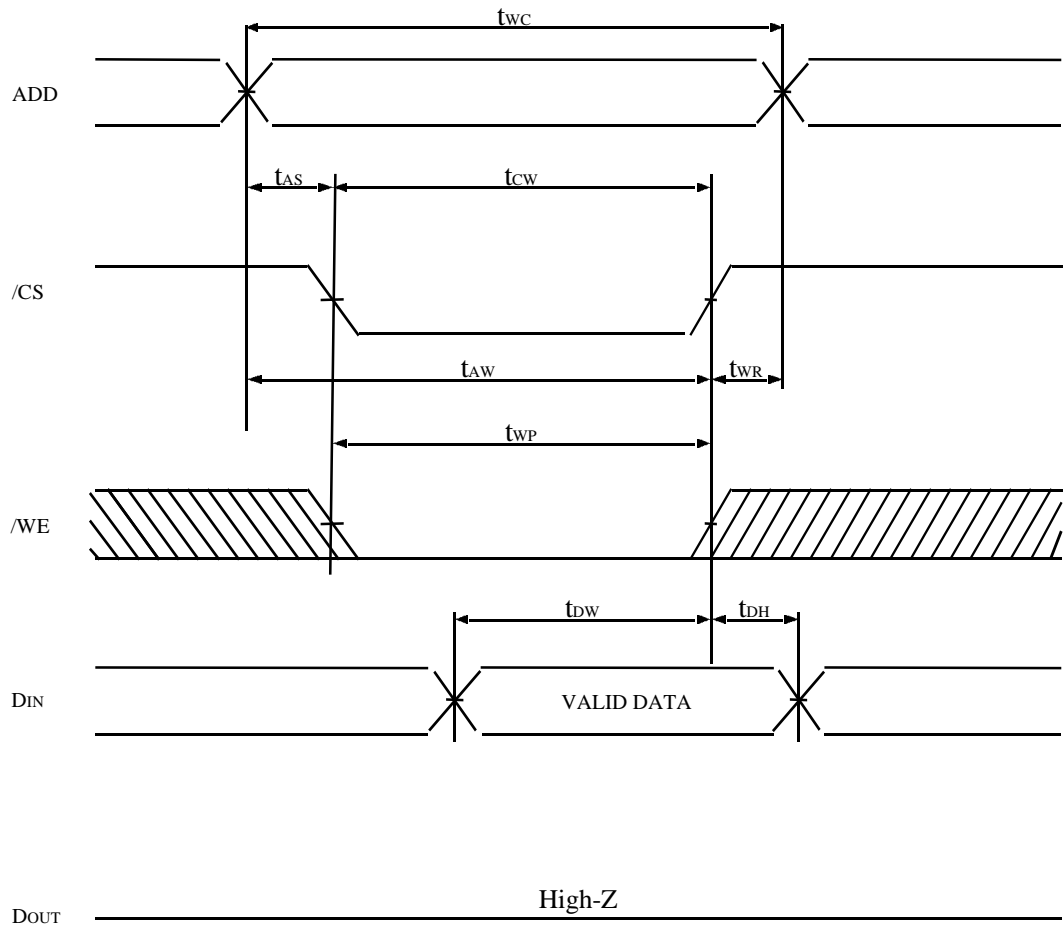 tWC
ADD
tAS
tCW
/CS
tAW
tWR
tWP
/WE
tDW
tDH
DIN
VALID DATA
High-Z
DOUT